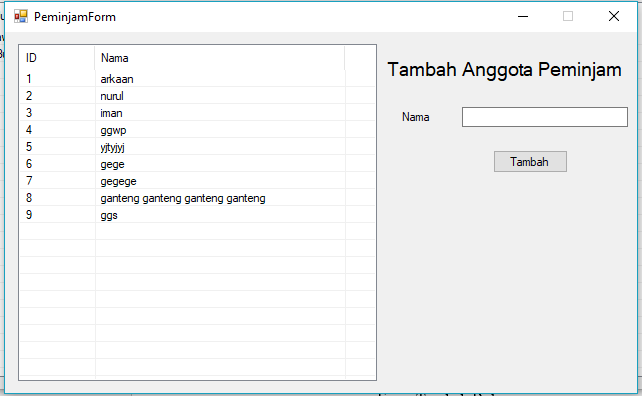 PeminjamForm
ID Nama
1 arkaan
2 nurul
3 iman
4 ggwp
5 yjtyjyj
6 gege
7 gegege
8 ganteng ganteng ganteng ganteng
9 ggs
Tambah Anggota Peminjam
Nama
Tambah